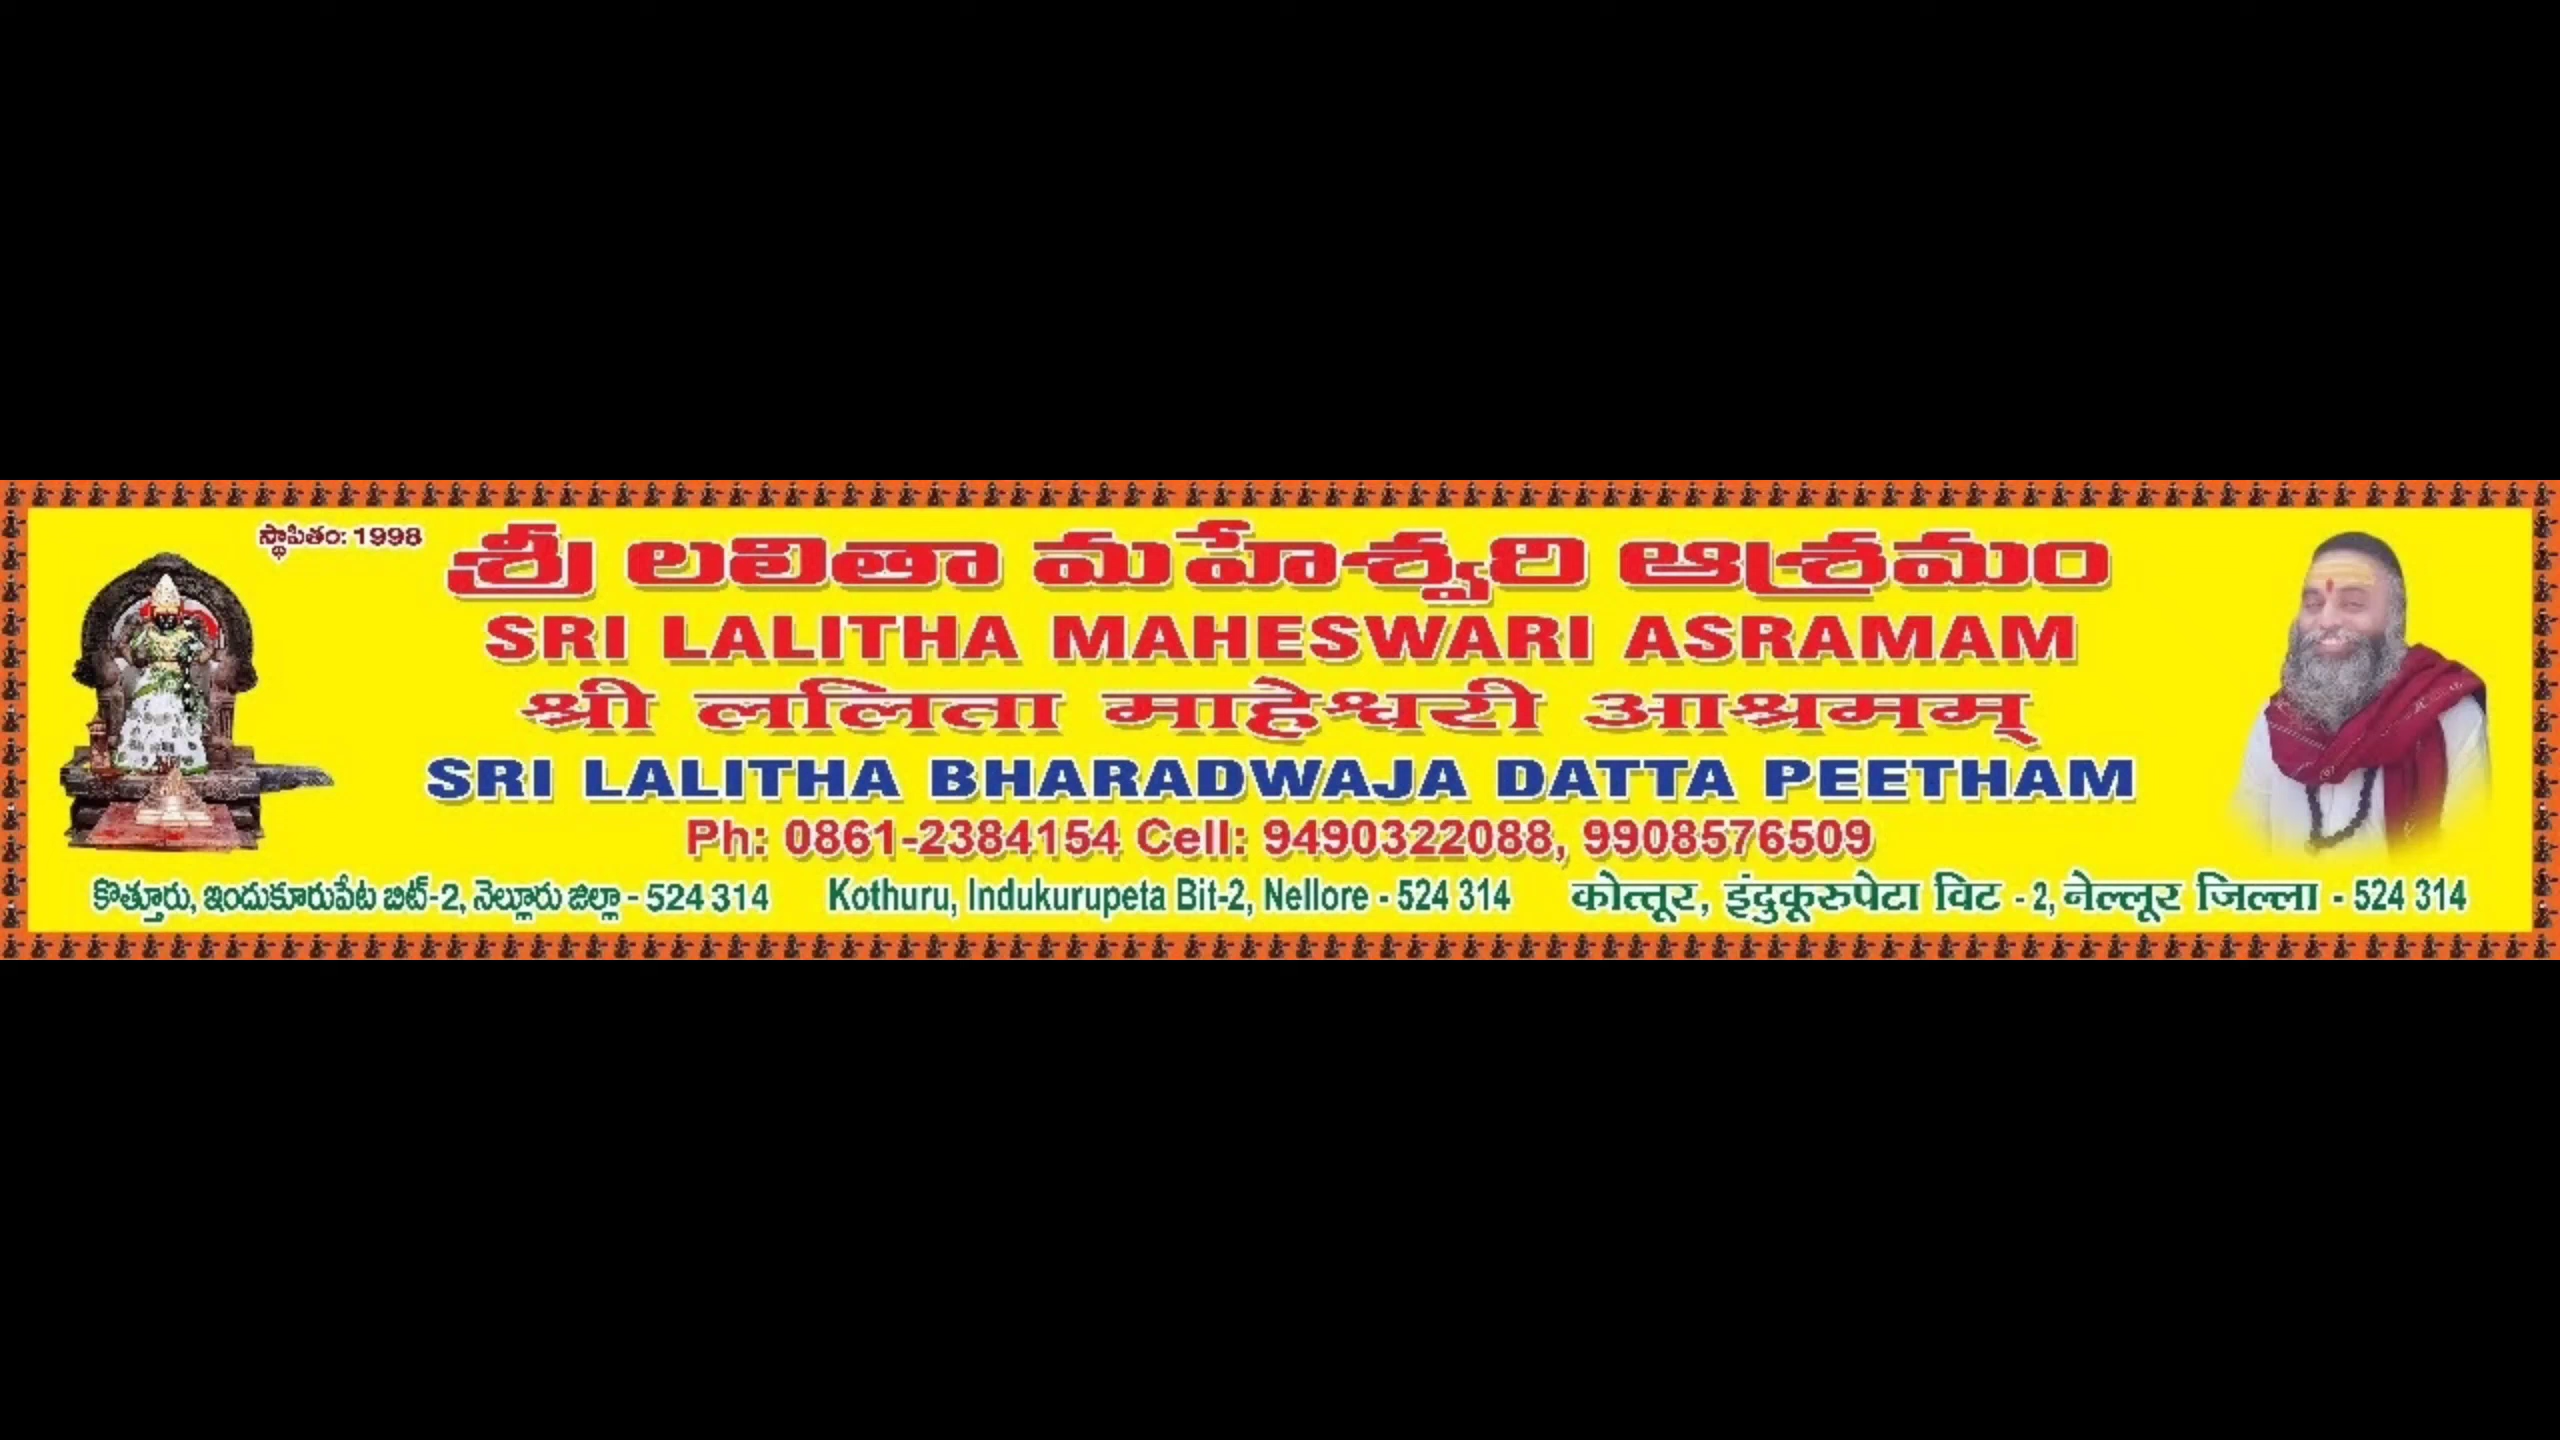 స్థాపితం: 1998
శ్రీ లలితా మహేశ్వరి ఆశ్రమం
SRI LALITHA MAHESWARI ASRAMAM
श्री ललिता माहेश्वरी आश्रमम्
SRI LALITHA BHARADWAJA DATTA PEETHAM
Ph: 0861-2384154 Cell: 9490322088, 9908576509
కొత్తూరు, ఇందుకూరుపేట బిట్-2, నెల్లూరు జిల్లా - 524 314 Kothuru, Indukurupeta Bit-2, Nellore - 524 314 कोत्तूर, इंदुकूरुपेटा विट - 2, नेल्लूर जिल्ला - 524 314